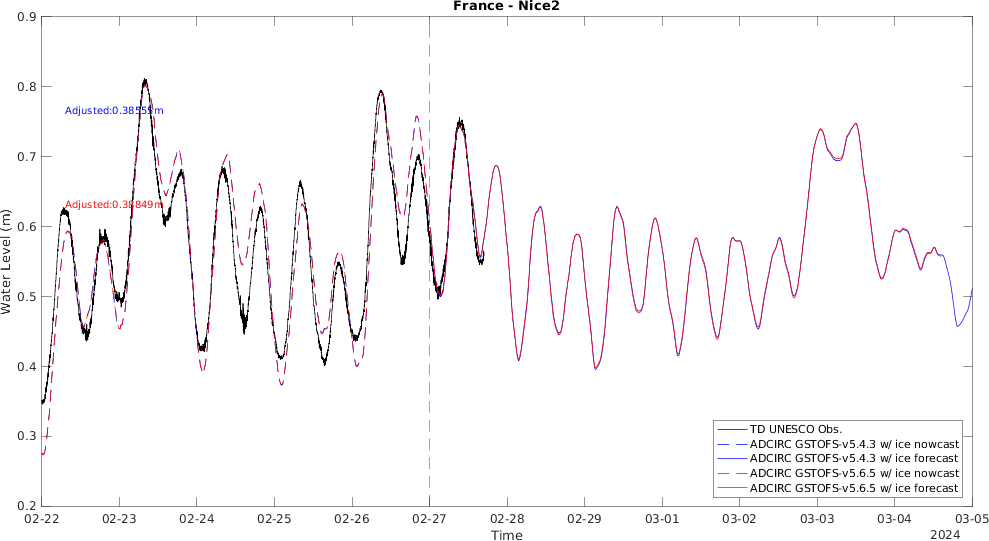 France - Nice2
0.9
0.8
0.7
0.6
0.5
0.4
0.3
0.2
Water Level (m)
Adjusted:0.38555m
Adjusted:0.38849m
TD UNESCO Obs.
ADCIRC GSTOFS-v5.4.3 w/ ice nowcast
ADCIRC GSTOFS-v5.4.3 w/ ice forecast
ADCIRC GSTOFS-v5.6.5 w/ ice nowcast
ADCIRC GSTOFS-v5.6.5 w/ ice forecast
02-22 02-23 02-24 02-25 02-26 02-27 02-28 02-29 03-01 03-02 03-03 03-04 03-05
Time
2024